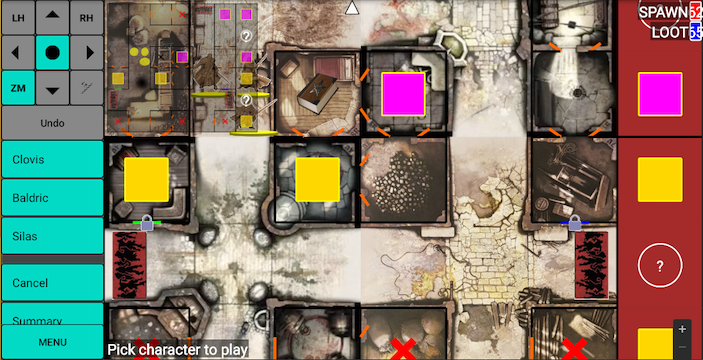 LH
RH
ZM
Undo
Clovis
Baldric
Silas
Cancel
Summary
MENU
SPAWN 52
LOOT 55
?
?
?
Pick character to play
+
-